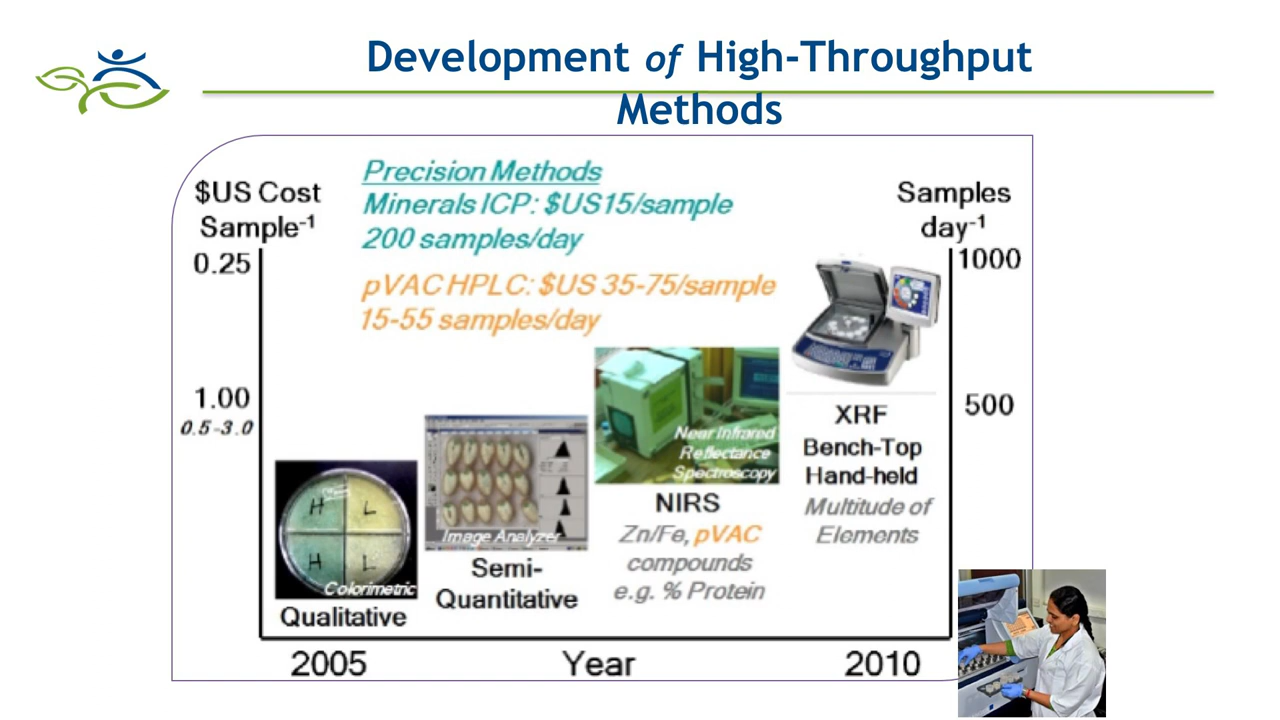 Development of High-Throughput
Methods
$US Cost
Sample-1
0.25
1.00
0.5-3.0
Precision Methods
Minerals ICP: $US15/sample
200 samples/day
pVAC HPLC: $US 35-75/sample
15-55 samples/day
Samples
day-1
1000
500
H L
H L
Colorimetric
Qualitative
Image Analyzer
Semi-
Quantitative
Near Infrared
Reflectance
Spectroscopy
NIRS
Zn/Fe, pVAC
compounds
e.g. % Protein
XRF
Bench-Top
Hand-held
Multitude of
Elements
2005 Year 2010